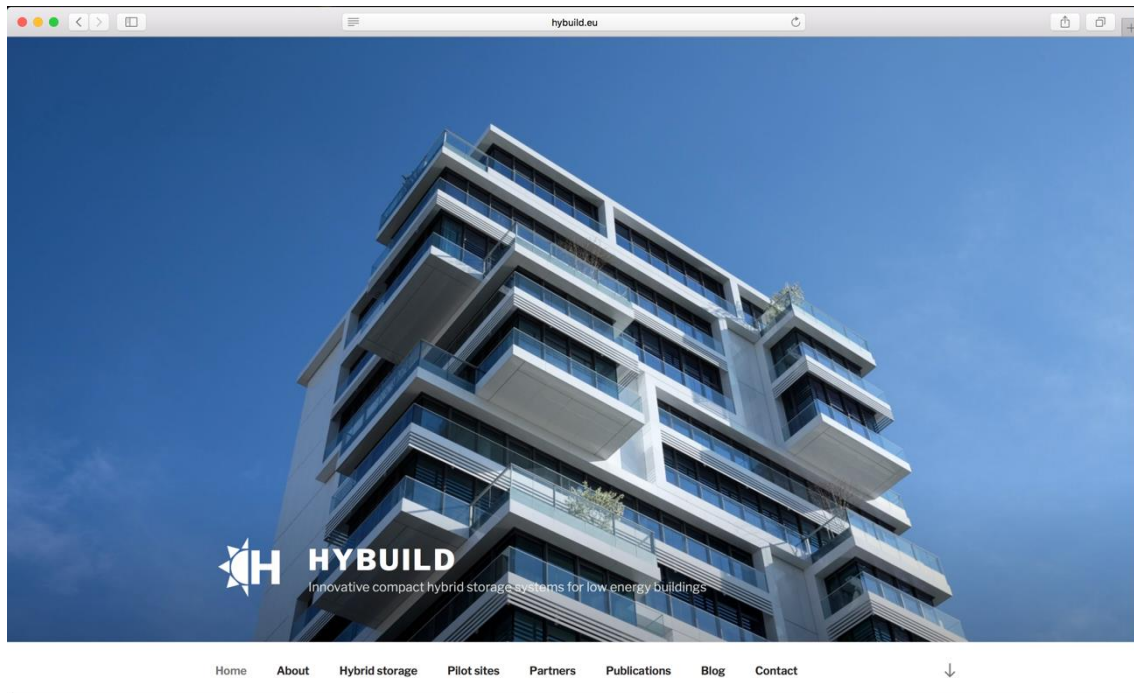 hybuild.eu
H
HYBUILD
Innovative compact hybrid storage systems for low energy buildings
Home About Hybrid storage Pilot sites Partners Publications Blog Contact